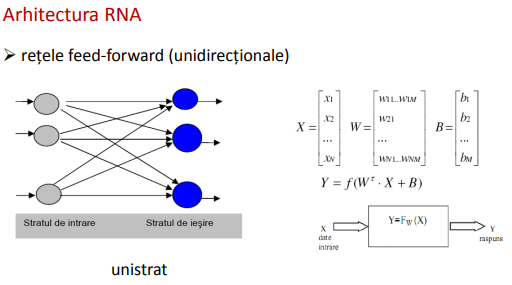 Arhitectura RNA
➢ rețele feed-forward (unidirecționale)
Stratul de intrare Stratul de ieșire
unistrat
X = [x1 x2 ... xN] W = [w11...w1M w21 ... wN1...wNM] B = [b1 b2 ... bM]
Y = f(W^τ · X + B)
Y=F_W(X)
X
date
intrare
Y
raspuns